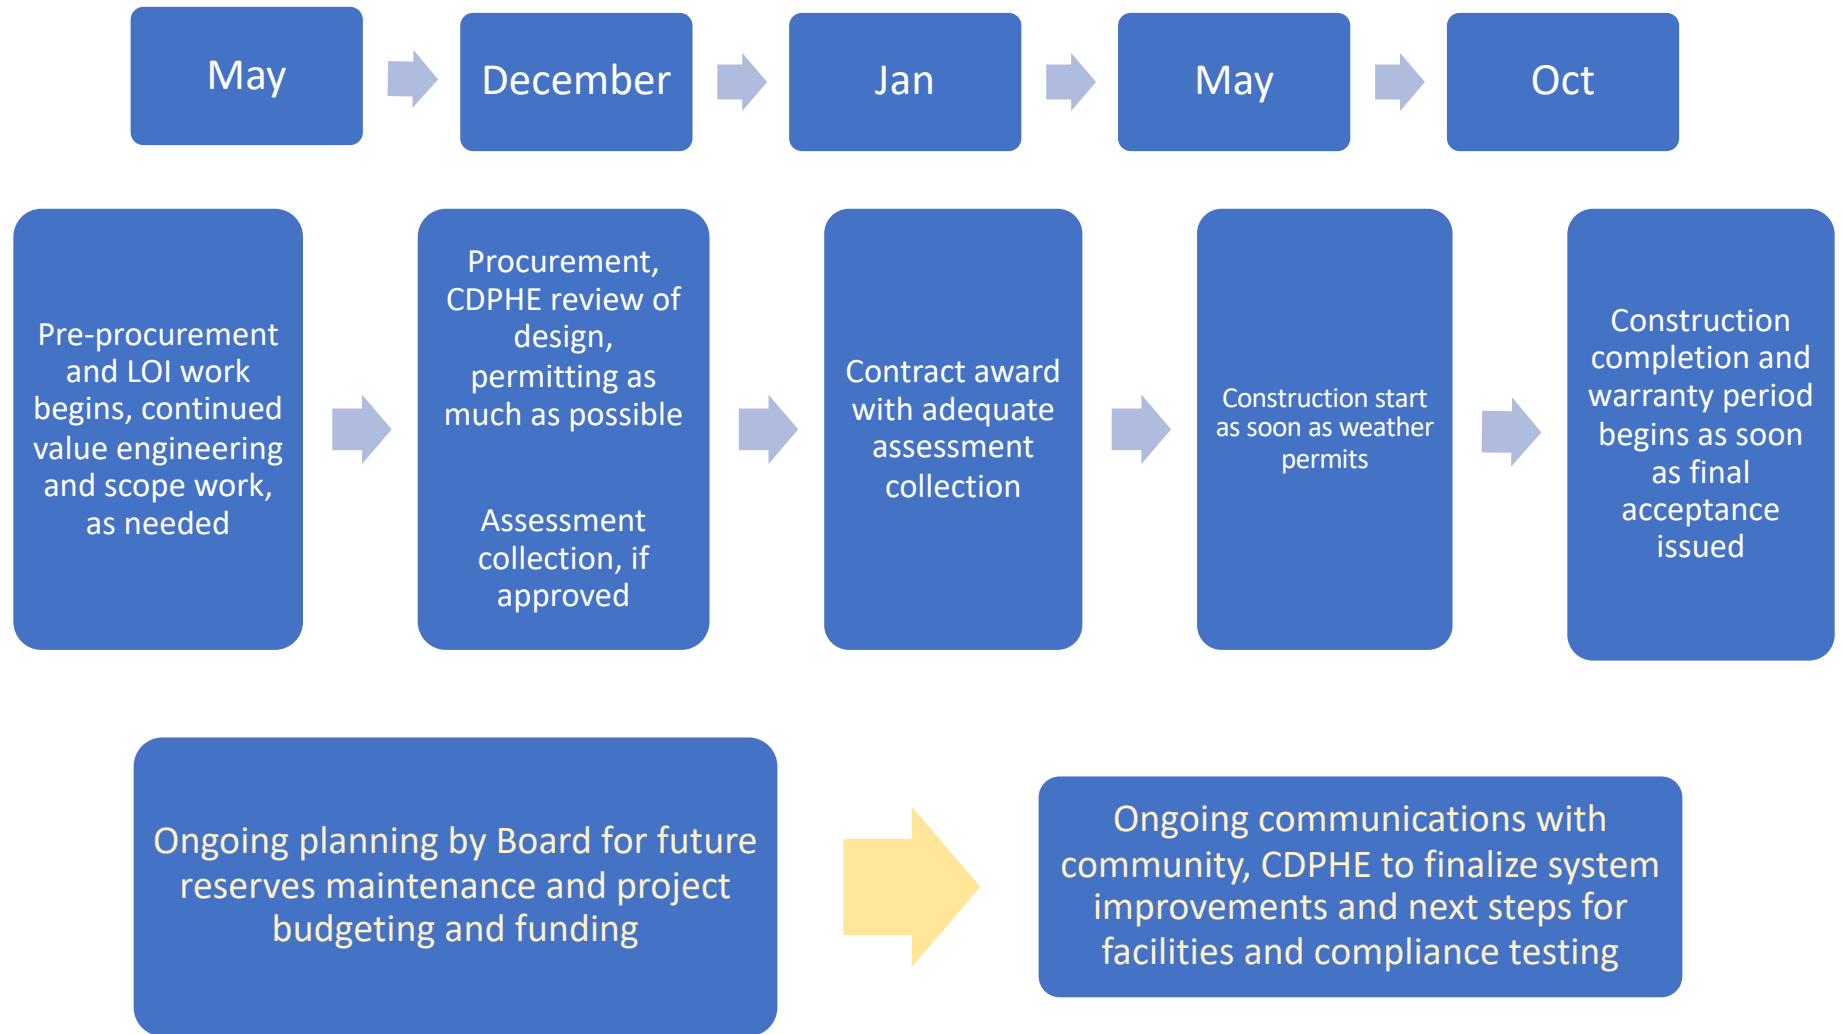 May
December
Jan
May
Oct
Pre-procurement
and LOI work
begins, continued
value engineering
and scope work,
as needed
Procurement,
CDPHE review of
design,
permitting as
much as possible
Assessment
collection, if
approved
Contract award
with adequate
assessment
collection
Construction start
as soon as weather
permits
Construction
completion and
warranty period
begins as soon
as final
acceptance
issued
Ongoing planning by Board for future
reserves maintenance and project
budgeting and funding
Ongoing communications with
community, CDPHE to finalize system
improvements and next steps for
facilities and compliance testing